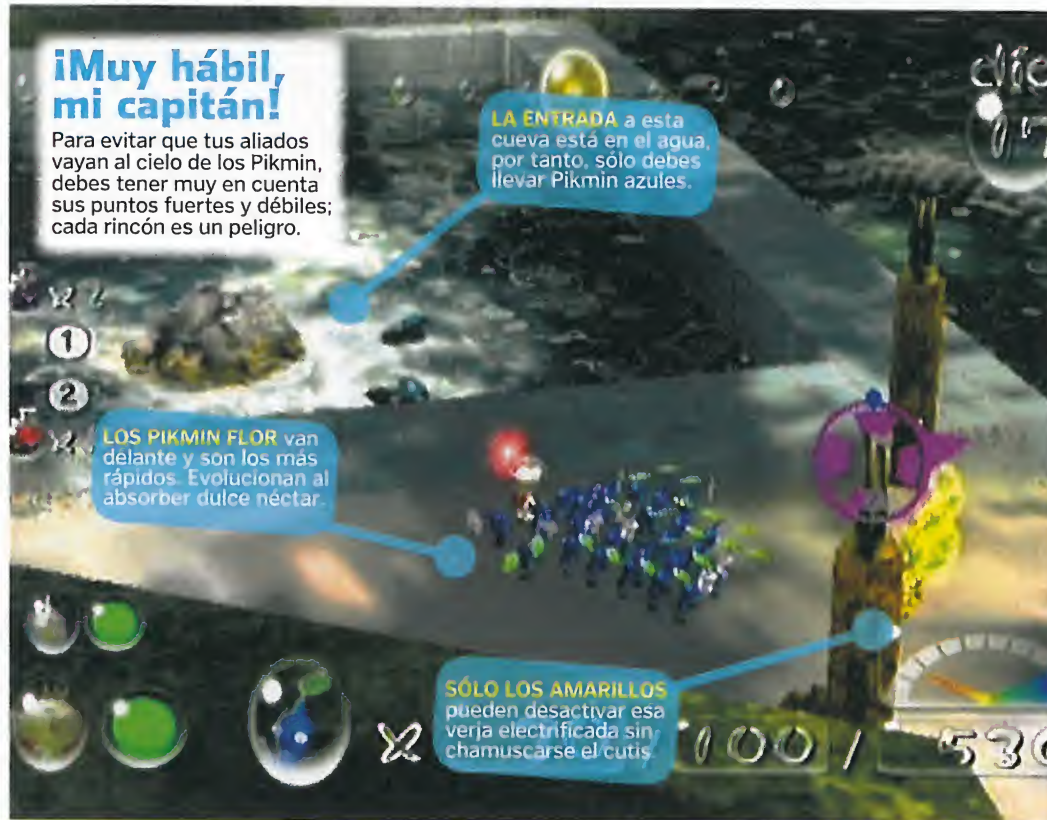 ¡Muy hábil,
mi capitán!
Para evitar que tus aliados
vayan al cielo de los Pikmin,
debes tener muy en cuenta
sus puntos fuertes y débiles;
cada rincón es un peligro.
LA ENTRADA a esta
cueva está en el agua,
por tanto, sólo debes
llevar Pikmin azules.
1
2
LOS PIKMIN FLOR van
delante y son los más
rápidos. Evolucionan al
absorber dulce néctar.
SÓLO LOS AMARILLOS
pueden desactivar esa
verja electrificada sin
chamuscarse el cutis.
x 100 / 530